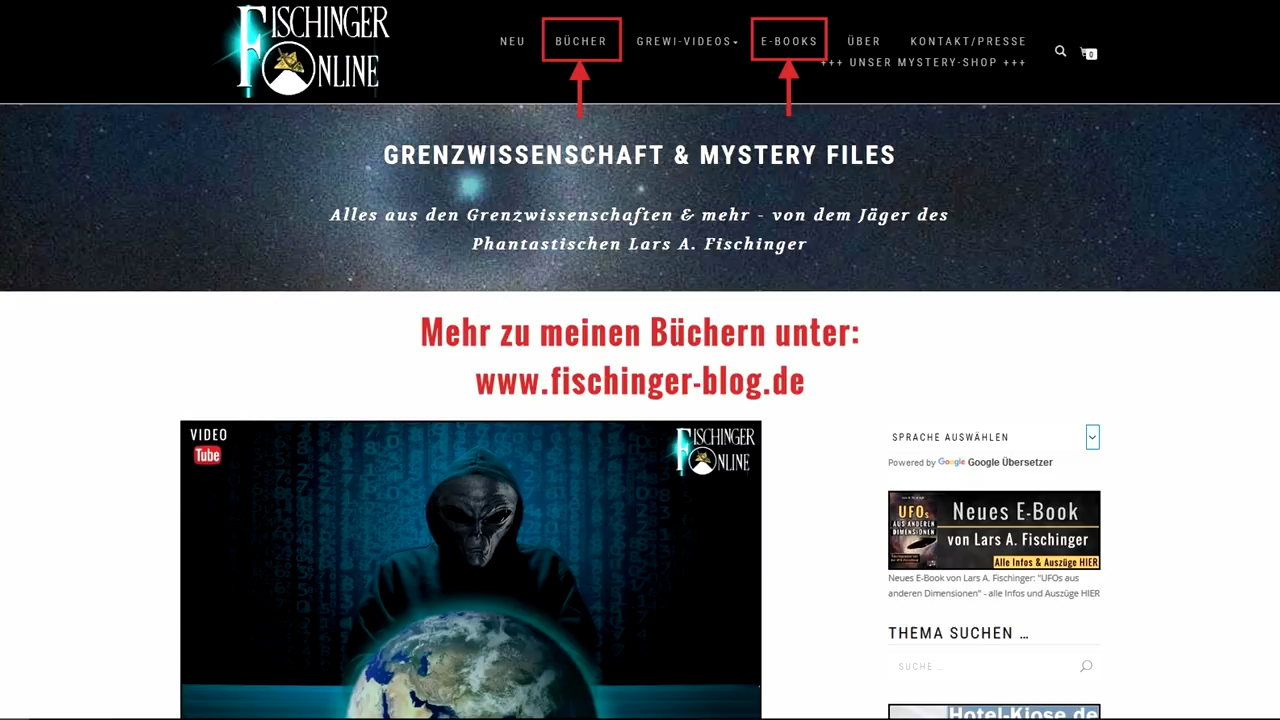 FISCHINGER
ONLINE
NEU
BÜCHER
GREWI-VIDEOS
E-BOOKS
ÜBER
KONTAKT/PRESSE
+++ UNSER MYSTERY-SHOP +++
0
GRENZWISSENSCHAFT & MYSTERY FILES
Alles aus den Grenzwissenschaften & mehr - von dem Jäger des
Phantastischen Lars A. Fischinger
Mehr zu meinen Büchern unter:
www.fischinger-blog.de
VIDEO
Tube
FISCHINGER
ONLINE
SPRACHE AUSWÄHLEN
Powered by Google Google Übersetzer
UFOs
AUS ANDEREN
DIMENSIONEN
Neues E-Book
von Lars A. Fischinger
Alle Infos & Auszüge HIER
Neues E-Book von Lars A. Fischinger: "UFOs aus
anderen Dimensionen" - alle Infos und Auszüge HIER
THEMA SUCHEN …
SUCHE …
Hotel-Kiose.de